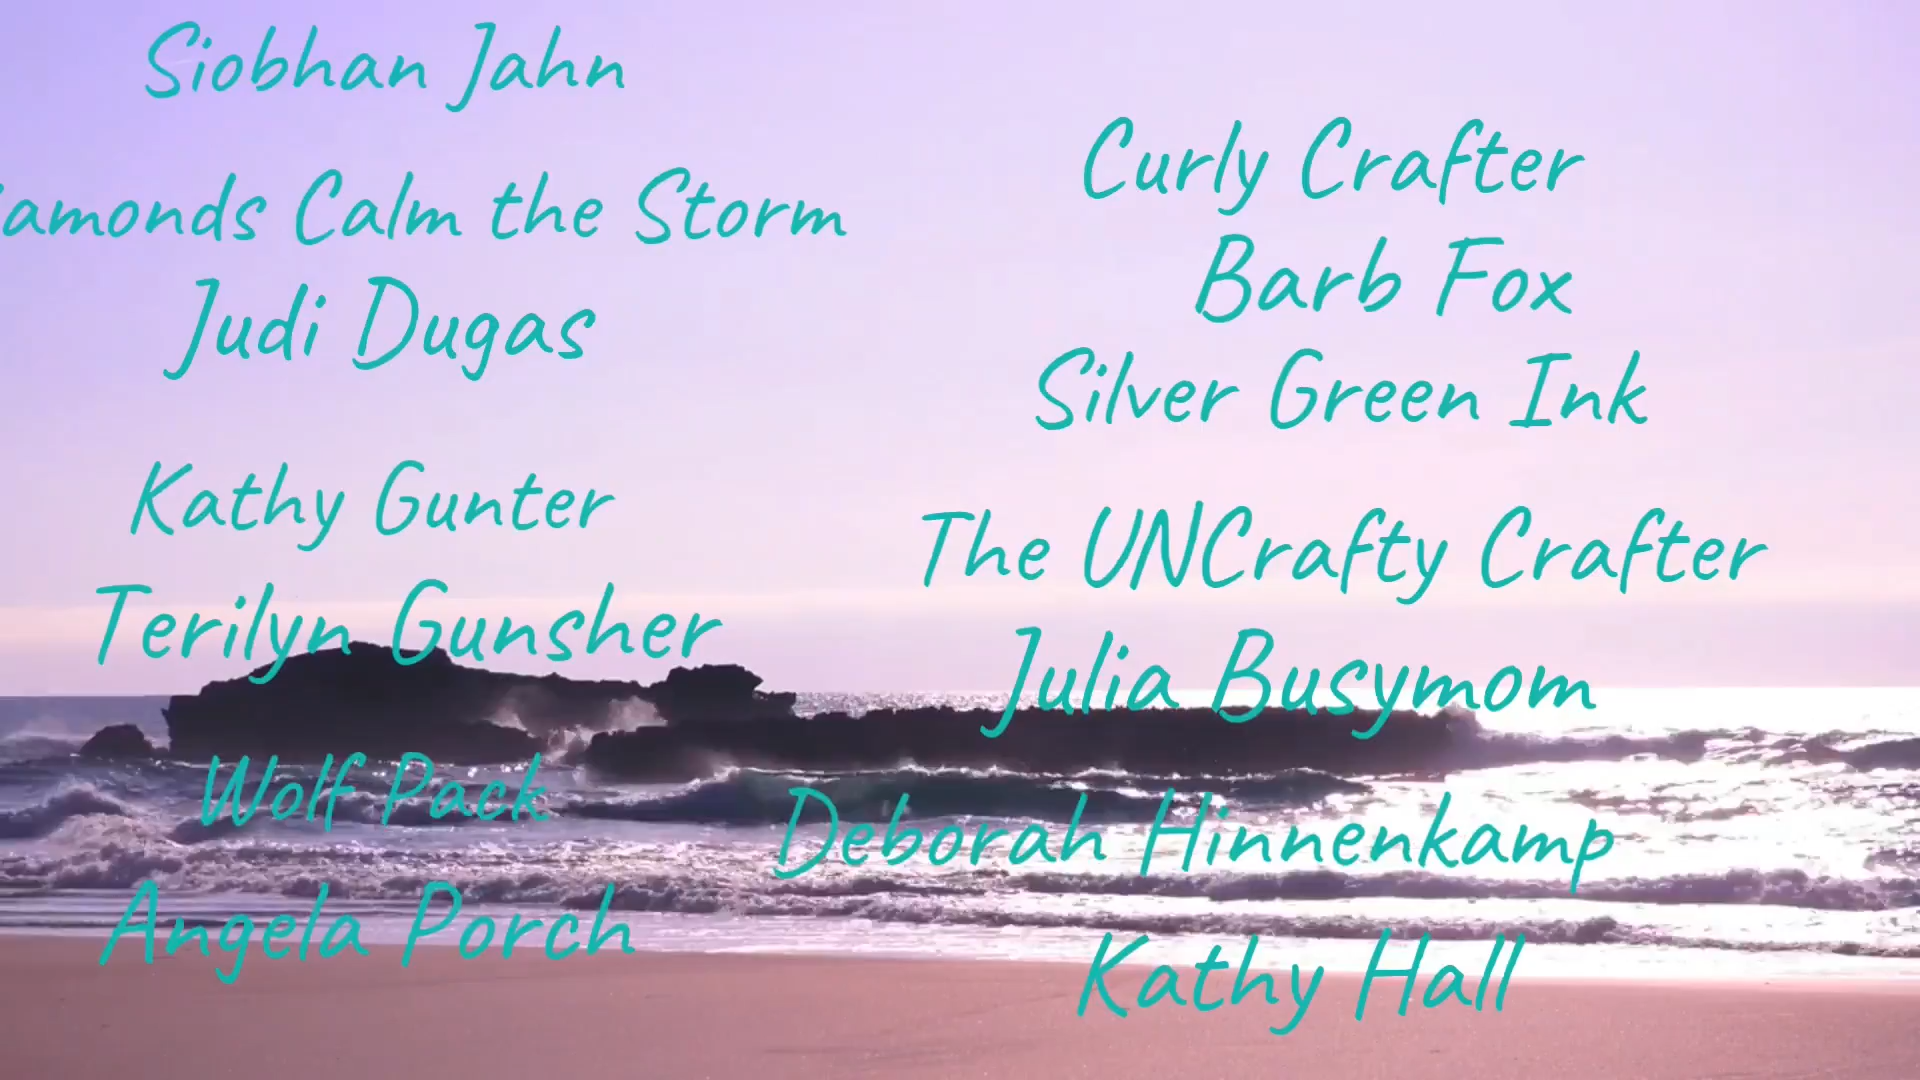 Siobhan Jahn
amonds Calm the Storm
Judi Dugas
Kathy Gunter
Terilyn Gunsher
Wolf Pack
Angela Porch
Curly Crafter
Barb Fox
Silver Green Ink
The UNCrafty Crafter
Julia Busymom
Deborah Hinnenkamp
Kathy Hall